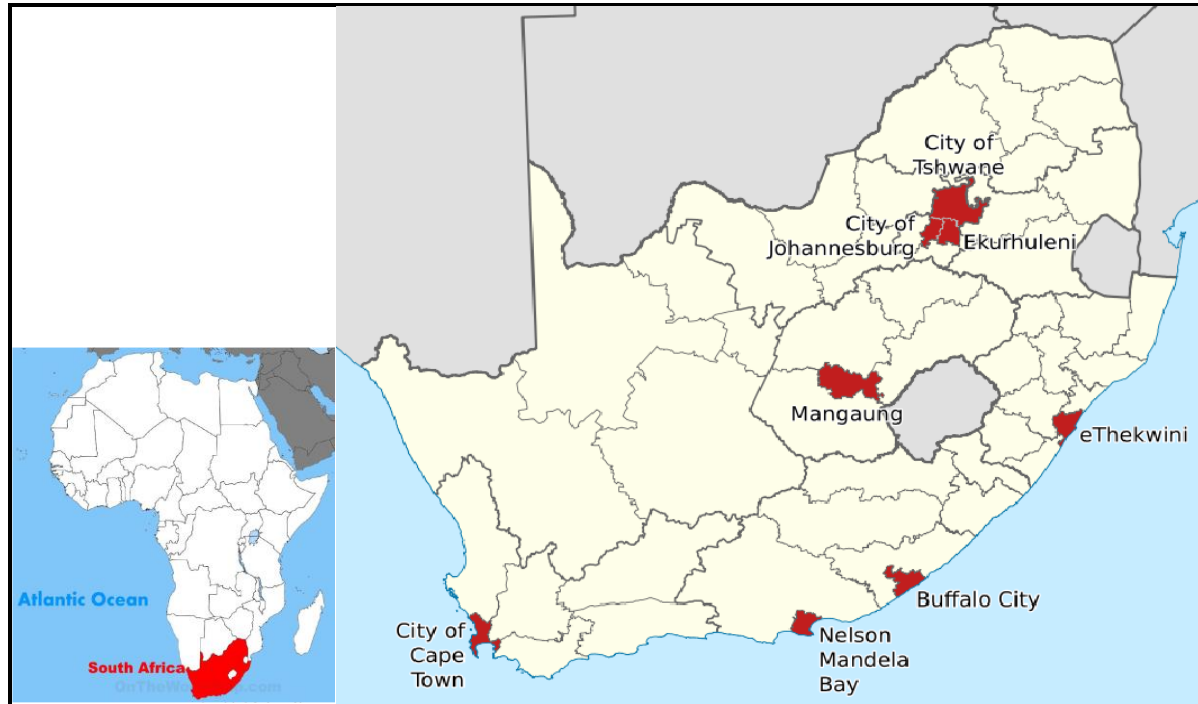 City of
Tshwane
City of
Johannesburg
Ekurhuleni
Mangaung
eThekwini
Buffalo City
Nelson
Mandela
Bay
City of
Cape
Town
Atlantic Ocean
South Africa